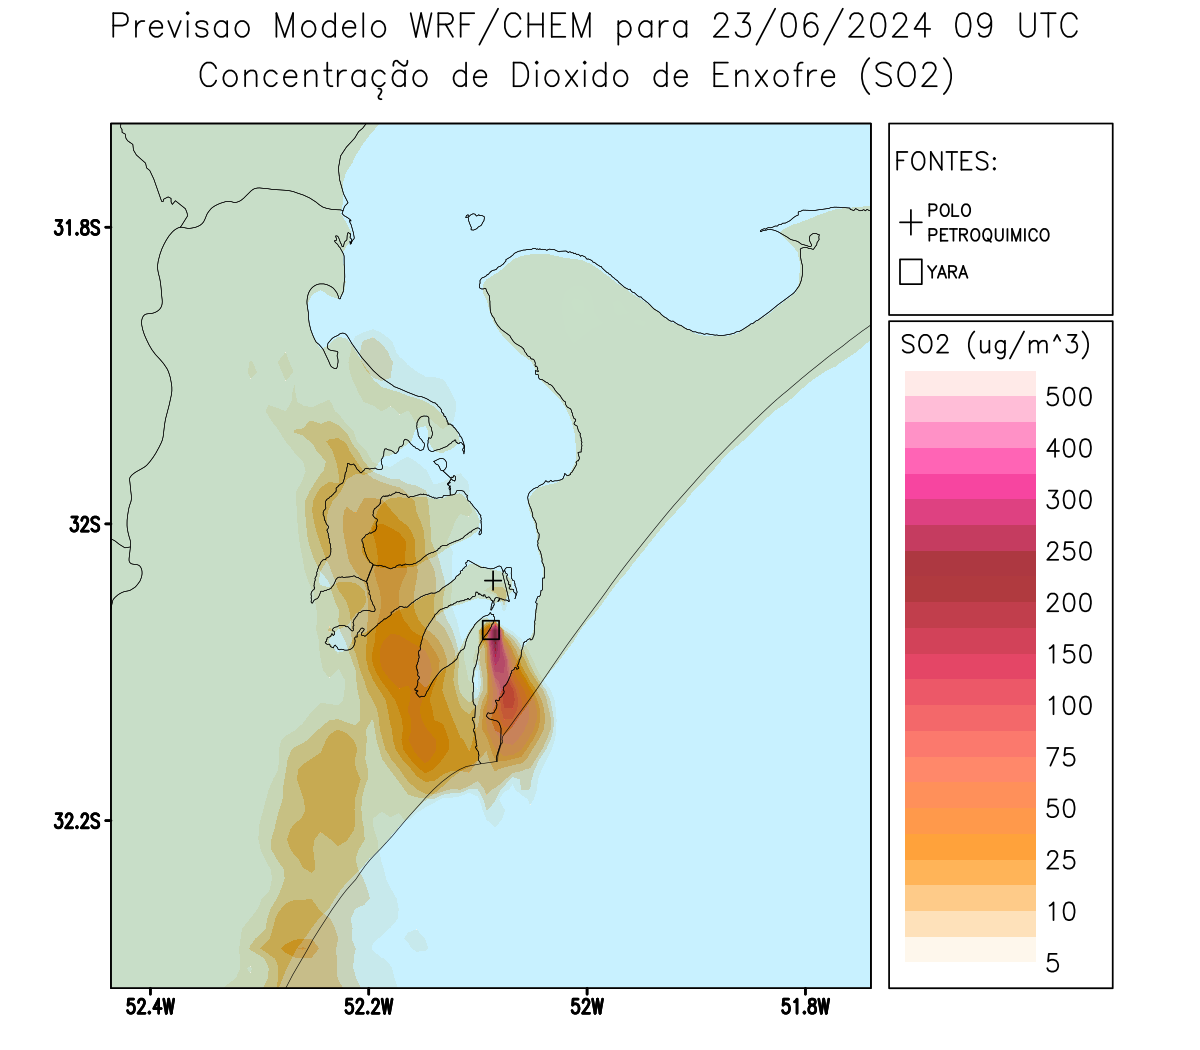 Previsao Modelo WRF/CHEM para 23/06/2024 09 UTC
Concentração de Dioxido de Enxofre (SO2)
FONTES:
POLO
PETROQUIMICO
YARA
SO2 (ug/m^3)
500
400
300
250
200
150
100
75
50
25
10
5
31.8S
32S
32.2S
52.4W
52.2W
52W
51.8W